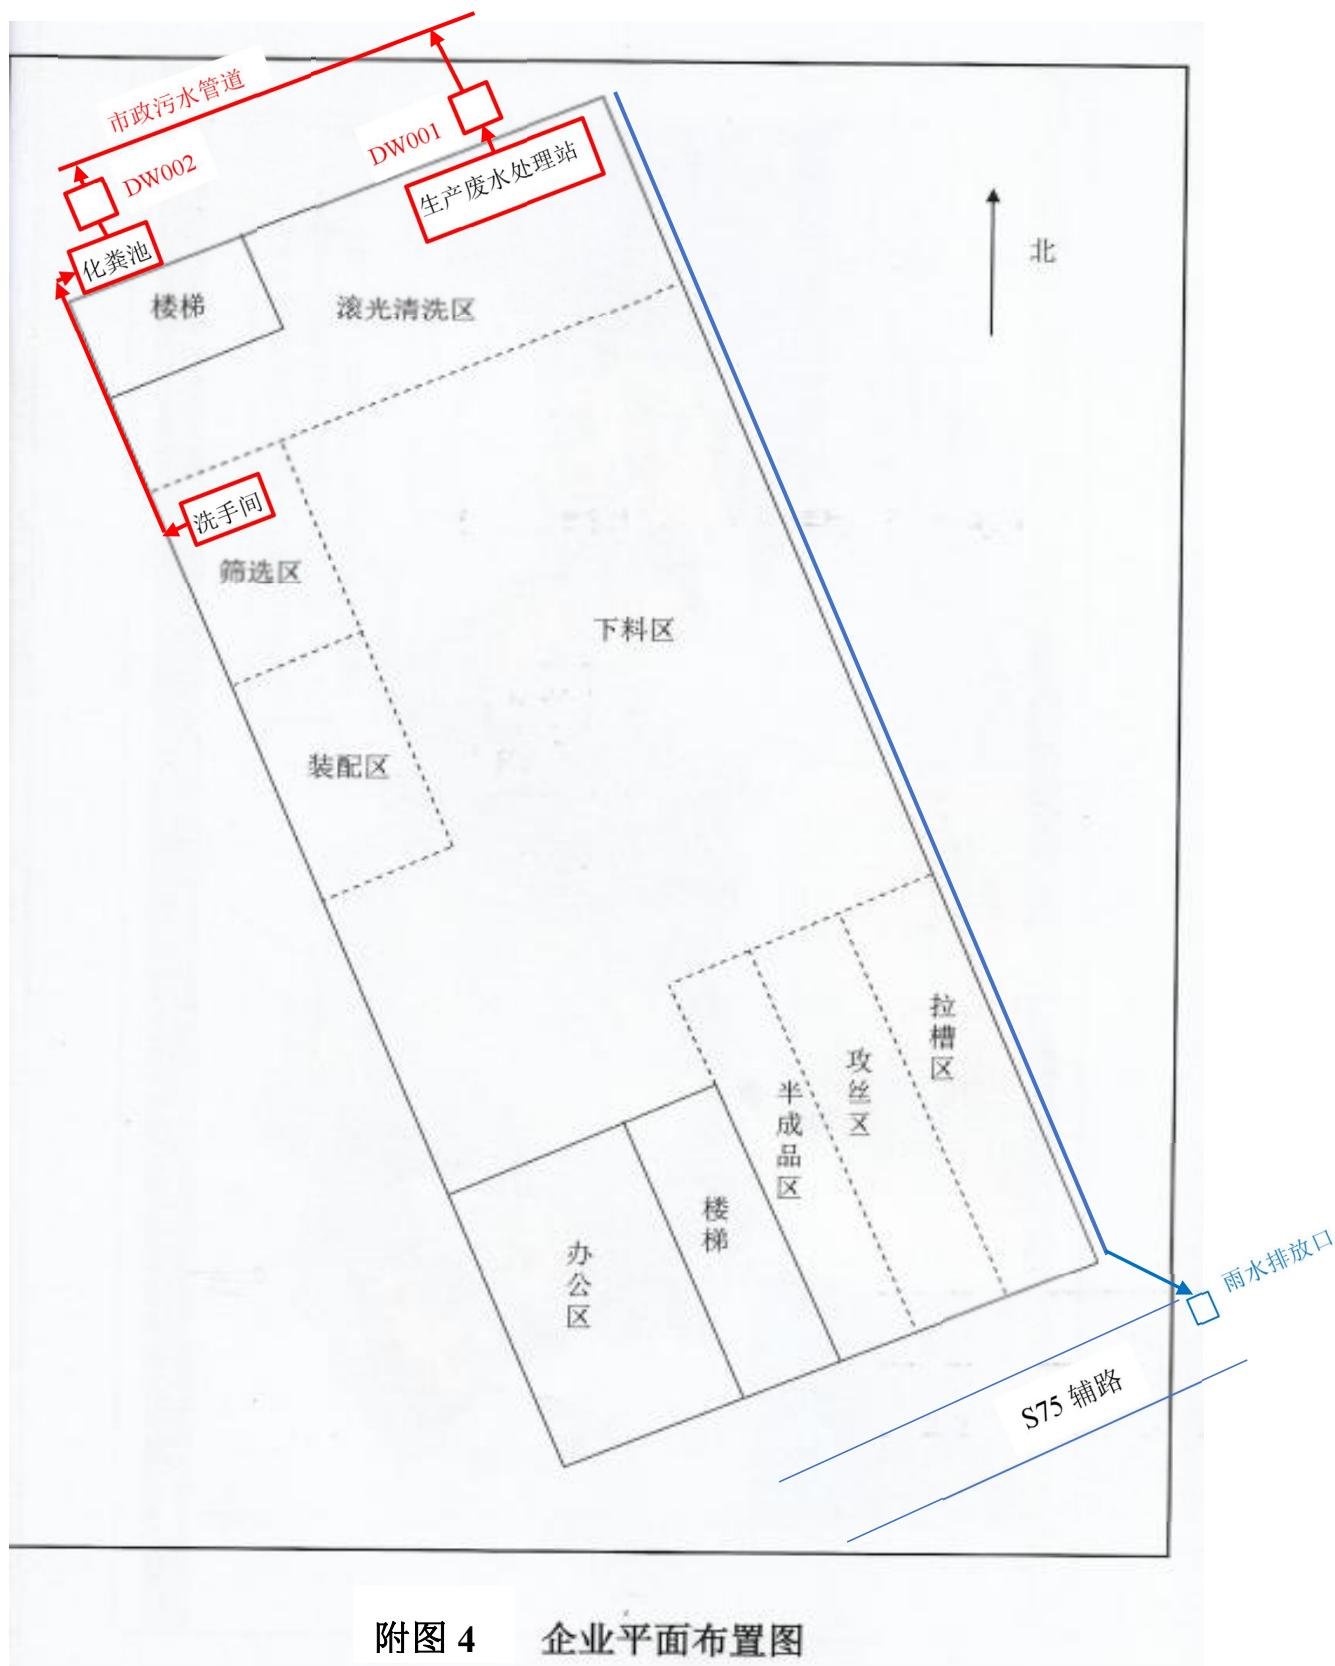 市政污水管道
DW001
DW002
生产废水处理站
化粪池
北
楼梯
滚光清洗区
洗手间
筛选区
下料区
装配区
拉槽区
攻丝区
半成品区
楼梯
办公区
雨水排放口
S75 辅路
附图 4 企业平面布置图